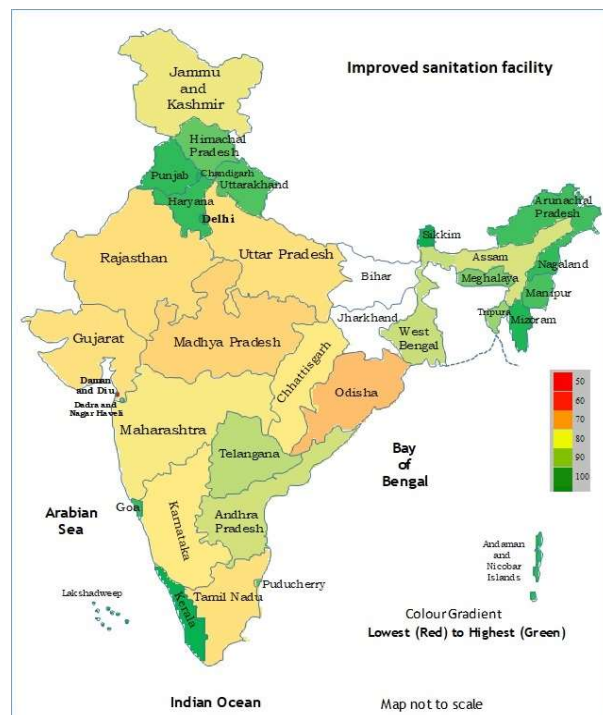 Improved sanitation facility
Jammu
and
Kashmir
Himachal
Pradesh
Punjab
Chandigarh
Uttarakhand
Haryana
Delhi
Arunachal
Pradesh
Sikkim
Rajasthan
Uttar Pradesh
Assam
Nagaland
Bihar
Meghalaya
Manipur
Jharkhand
Tripura
Mizoram
Gujarat
Madhya Pradesh
West
Bengal
Chhattisgarh
Daman
and Diu
Dadra and
Nagar Haveli
Odisha
50
60
70
80
90
100
Maharashtra
Telangana
Bay
of
Bengal
Arabian
Sea
Goa
Karnataka
Andhra
Pradesh
Andaman
and
Nicobar
Islands
Lakshadweep
Kerala
Tamil Nadu
Puducherry
Colour Gradient
Lowest (Red) to Highest (Green)
Indian Ocean
Map not to scale